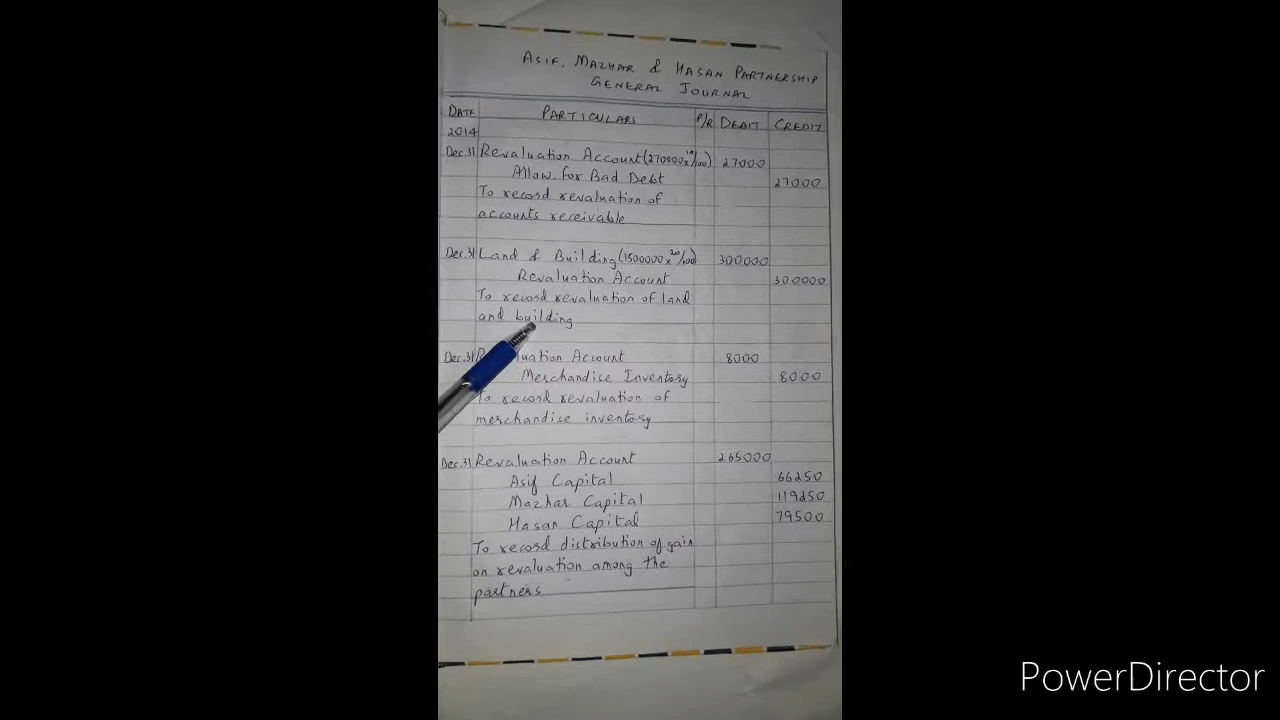 ASIF, MAZHAR & HASAN PARTNERSHIP
GENERAL JOURNAL
DATE PARTICULARS P/R DEBIT CREDIT
2014
Dec.31 Revaluation Account (270000x10/100) 27000
Allow. for Bad Debt 27000
To record revaluation of
accounts receivable
Dec.31 Land & Building (1500000x20/100) 300000
Revaluation Account 300000
To record revaluation of land
and building
Dec.31 luation Account 8000
Merchandice Inventory 8000
To record revaluation of
merchandise inventory
Dec.31 Revaluation Account 265000
Asif Capital 66250
Mazhar Capital 119250
Hasan Capital 79500
To record distribution of gain
on revaluation among the
partners
PowerDirector